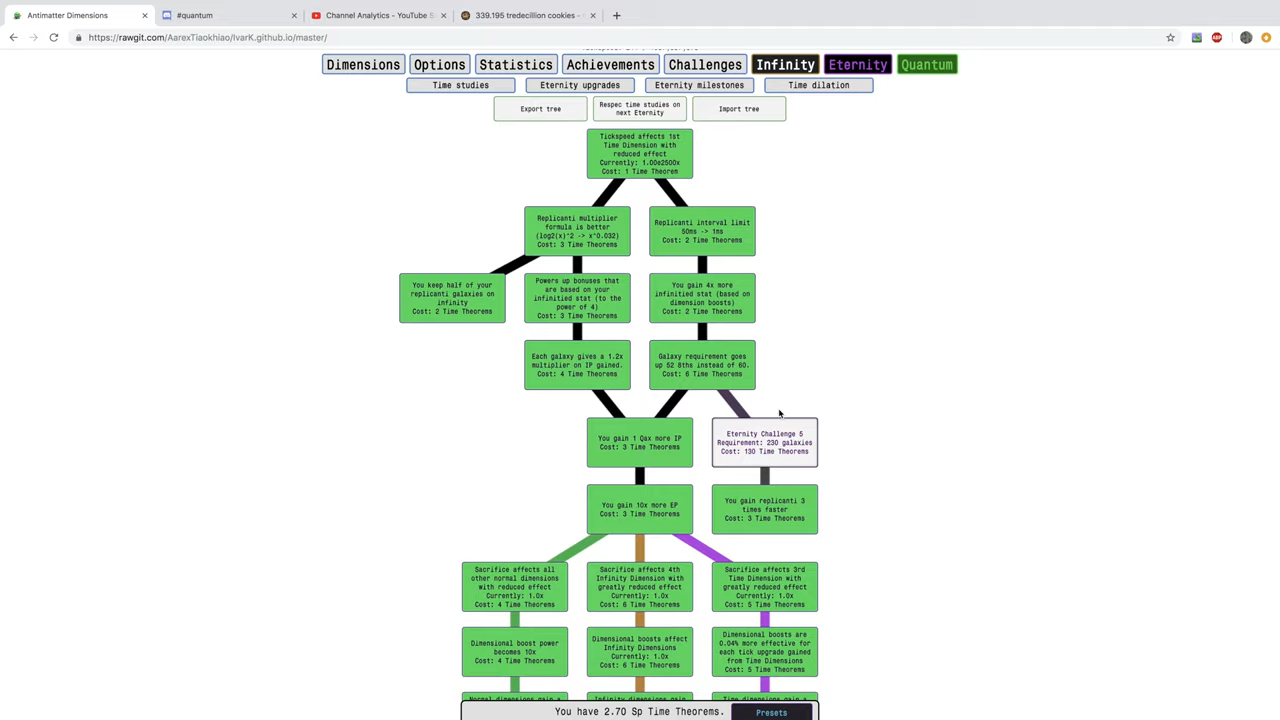 Antimatter Dimensions
#quantum
Channel Analytics - YouTube S
339.195 tredecillion cookies -
https://rawgit.com/AarexTiaokhiao/IvarK.github.io/master/
ABP
Dimensions
Options
Statistics
Achievements
Challenges
Infinity
Eternity
Quantum
Time studies
Eternity upgrades
Eternity milestones
Time dilation
Export tree
Respec time studies on
next Eternity
Import tree
Tickspeed affects 1st
Time Dimension with
reduced effect
Currently: 1.00e2500x
Cost: 1 Time Theorem
Replicanti multiplier
formula is better
(log2(x)^2 -> x^0.032)
Cost: 3 Time Theorems
Replicanti interval limit
50ms -> 1ms
Cost: 2 Time Theorems
You keep half of your
replicanti galaxies on
infinity
Cost: 2 Time Theorems
Powers up bonuses that
are based on your
infinitied stat (to the
power of 4)
Cost: 3 Time Theorems
You gain 4x more
infinitied stat (based on
dimension boosts)
Cost: 2 Time Theorems
Each galaxy gives a 1.2x
multiplier on IP gained.
Cost: 4 Time Theorems
Galaxy requirement goes
up 52 8ths instead of 60.
Cost: 6 Time Theorems
You gain 1 Qax more IP
Cost: 3 Time Theorems
Eternity Challenge 5
Requirement: 230 galaxies
Cost: 130 Time Theorems
You gain 10x more EP
Cost: 3 Time Theorems
You gain replicanti 3
times faster
Cost: 3 Time Theorems
Sacrifice affects all
other normal dimensions
with reduced effect
Currently: 1.0x
Cost: 4 Time Theorems
Sacrifice affects 4th
Infinity Dimension with
greatly reduced effect
Currently: 1.0x
Cost: 6 Time Theorems
Sacrifice affects 3rd
Time Dimension with
greatly reduced effect
Currently: 1.0x
Cost: 5 Time Theorems
Dimensional boost power
becomes 10x
Cost: 4 Time Theorems
Dimensional boosts affect
Infinity Dimensions
Currently: 1.0x
Cost: 6 Time Theorems
Dimensional boosts are
0.04% more effective for
each tick upgrade gained
from Time Dimensions
Cost: 5 Time Theorems
Normal dimensions gain a
Infinity dimensions gain
Time dimensions gain a
You have 2.70 Sp Time Theorems.
Presets